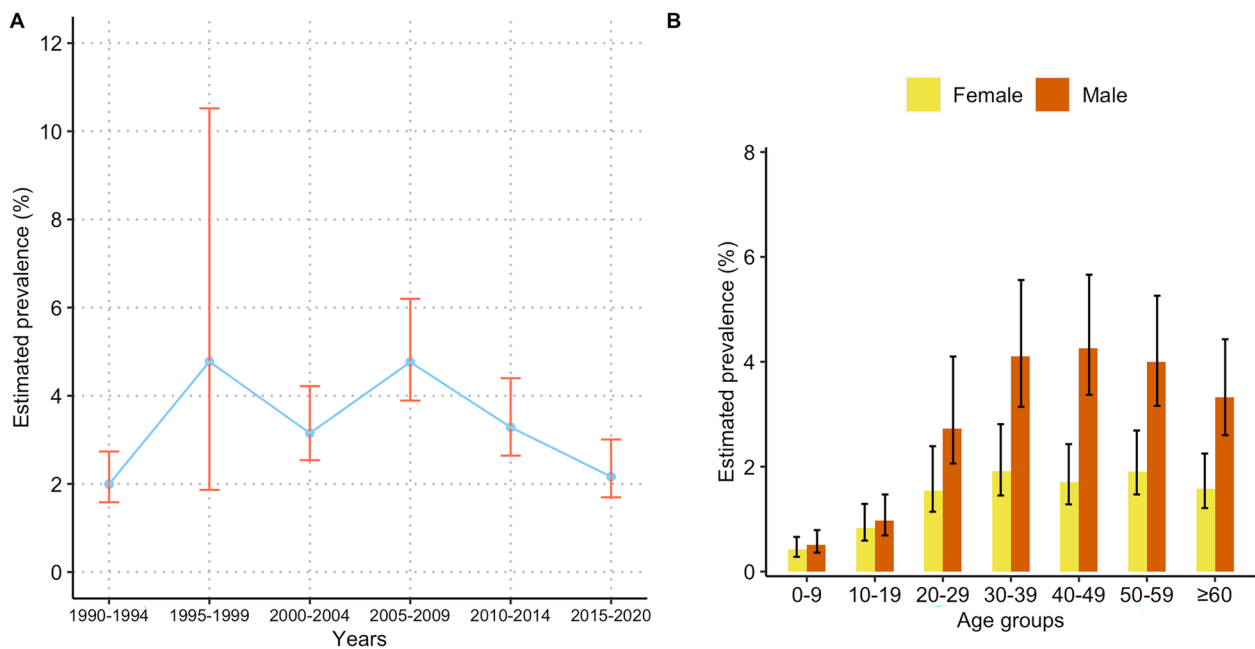 A
Estimated prevalence (%)
12
10
8
6
4
2
0
1990-1994 1995-1999 2000-2004 2005-2009 2010-2014 2015-2020
Years
B
Female Male
Estimated prevalence (%)
8
6
4
2
0
0-9 10-19 20-29 30-39 40-49 50-59 ≥60
Age groups